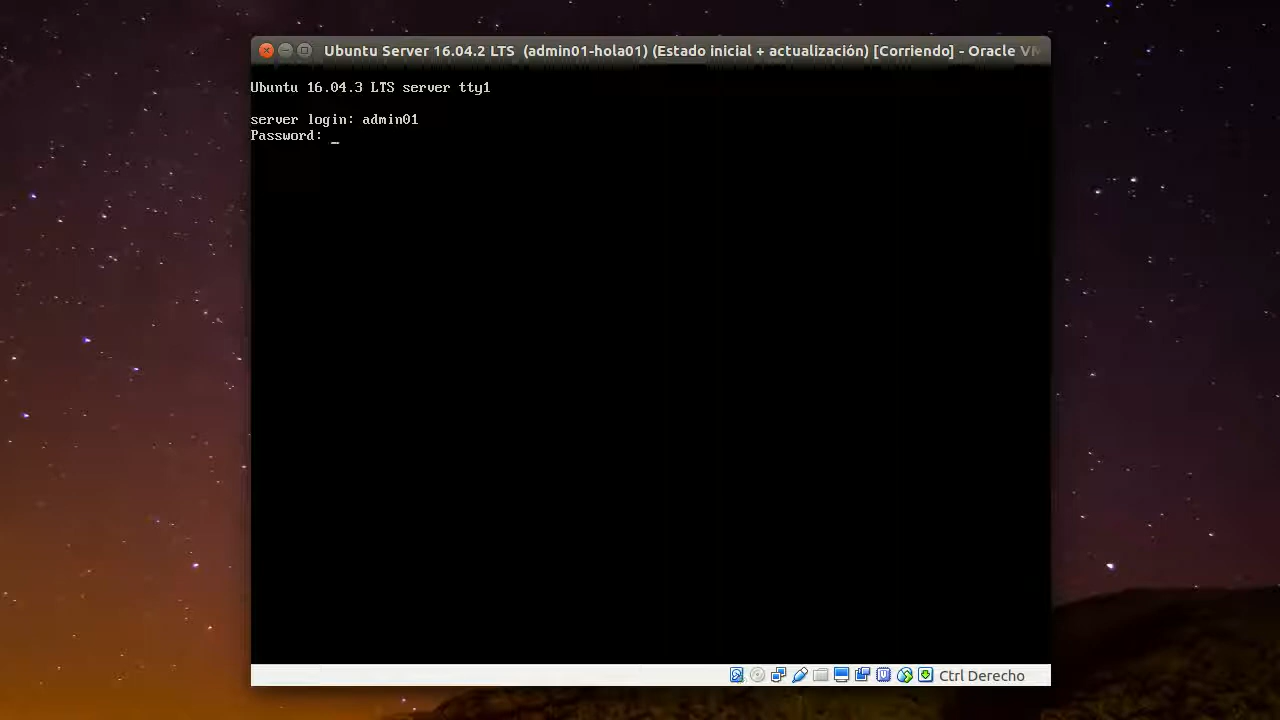 Ubuntu Server 16.04.2 LTS (admin01-hola01) (Estado inicial + actualización) [Corriendo] - Oracle VM
Ubuntu 16.04.3 LTS server tty1
server login: admin01
Password: _
Ctrl Derecho